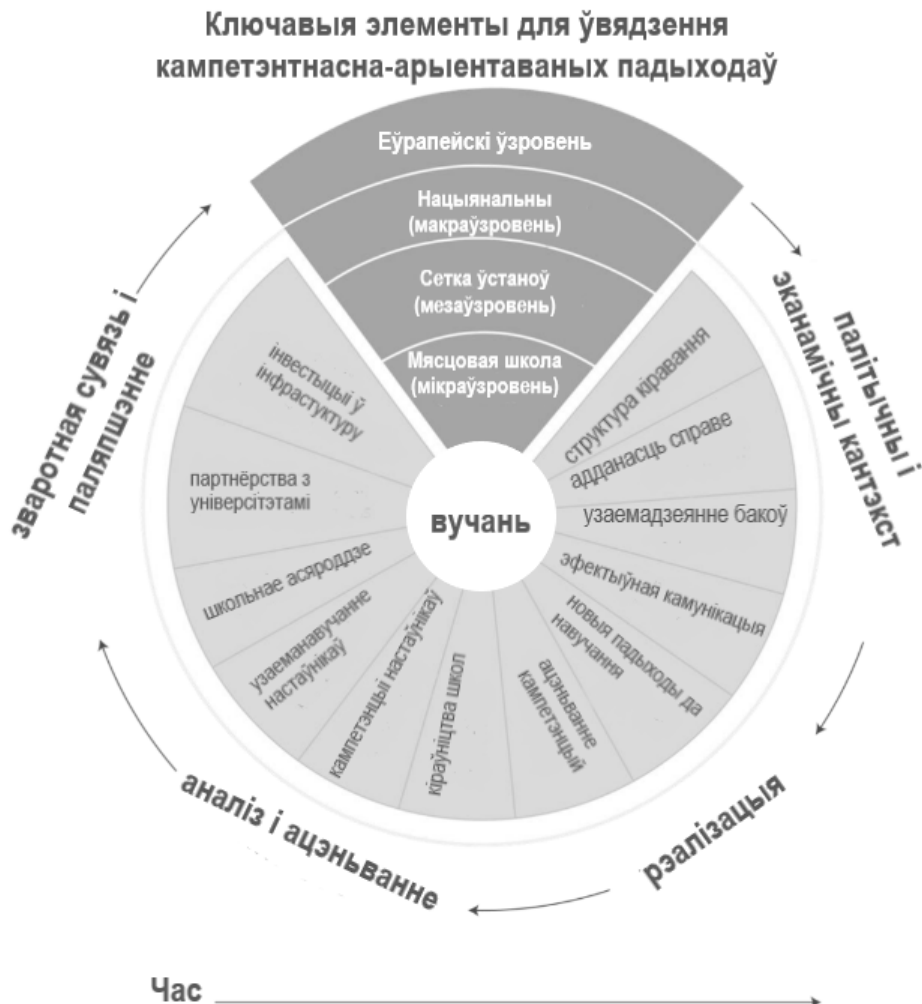 Ключавыя элементы для ўвядзення
кампетэнтнасна-арыентаваных падыходаў
Еўрапейскі ўзровень
Нацыянальны
(макраўзровень)
Сетка ўстаноў
(мезаўзровень)
Мясцовая школа
(мікраўзровень)
вучань
структура кіравання
адданасць справе
узаемадзеянне бакоў
эфектыўная камунікацыя
новыя падыходы да
навучання
ацэньванне
кампетэнцый
кіраўніцтва школ
кампетэнцыі настаўнікаў
узаеманавучанне
настаўнікаў
школьнае асяроддзе
партнёрства з
універсітэтамі
інвестыцыі ў
інфрастуктуру
палітычны і
эканамічны кантэкст
рэалізацыя
аналіз і ацэньванне
зваротная сувязь і
паляпшэнне
Час